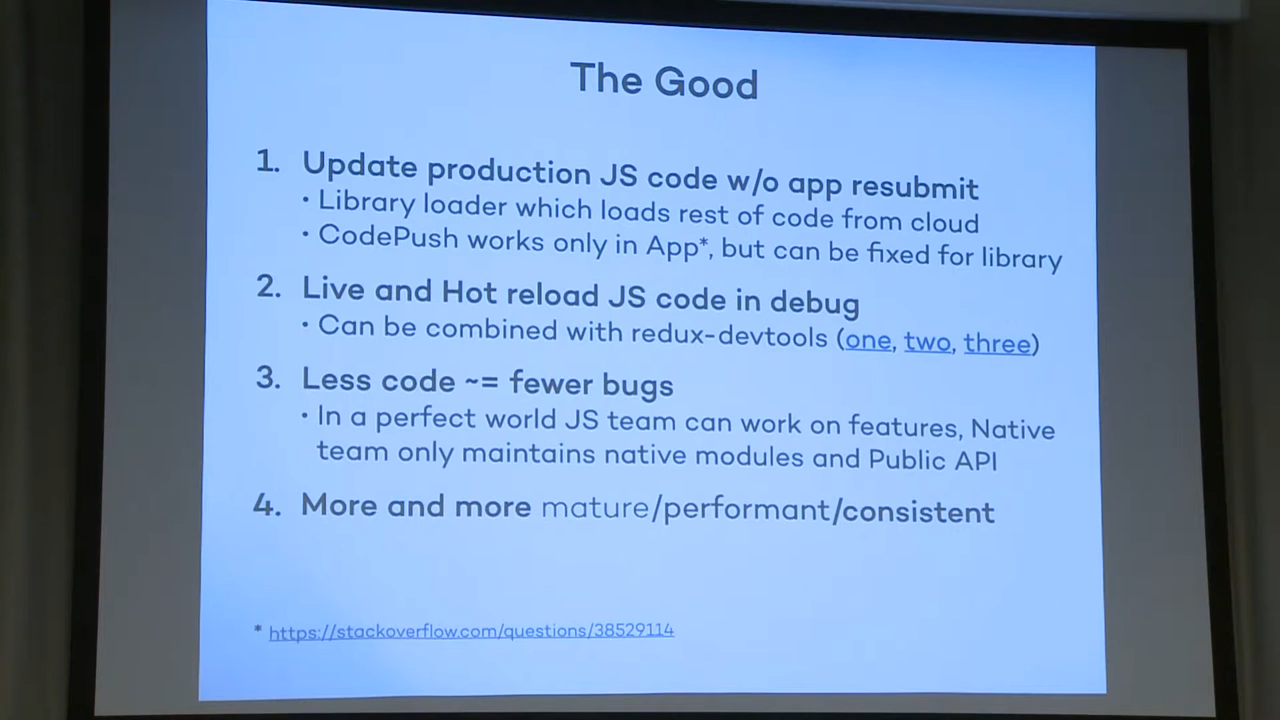 The Good
1. Update production JS code w/o app resubmit
• Library loader which loads rest of code from cloud
• CodePush works only in App*, but can be fixed for library
2. Live and Hot reload JS code in debug
• Can be combined with redux-devtools (one, two, three)
3. Less code ~= fewer bugs
• In a perfect world JS team can work on features, Native
team only maintains native modules and Public API
4. More and more mature/performant/consistent
* https://stackoverflow.com/questions/38529114